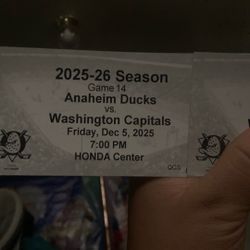 2025-26 Season
Game 14
Anaheim Ducks
vs.
Washington Capitals
Friday, Dec 5, 2025
7:00 PM
HONDA Center
QCS